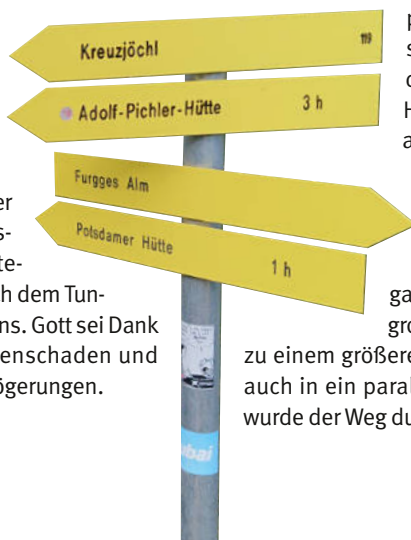 Kreuzjöchl 119
Adolf-Pichler-Hütte 3 h
Furgges Alm
Potsdamer Hütte 1 h
ubai
er
s-
te-
h dem Tun-
ns. Gott sei Dank
enschaden und
ögerungen.
p
s
H
a
ga
gro
zu einem größere
auch in ein paral
wurde der Weg du